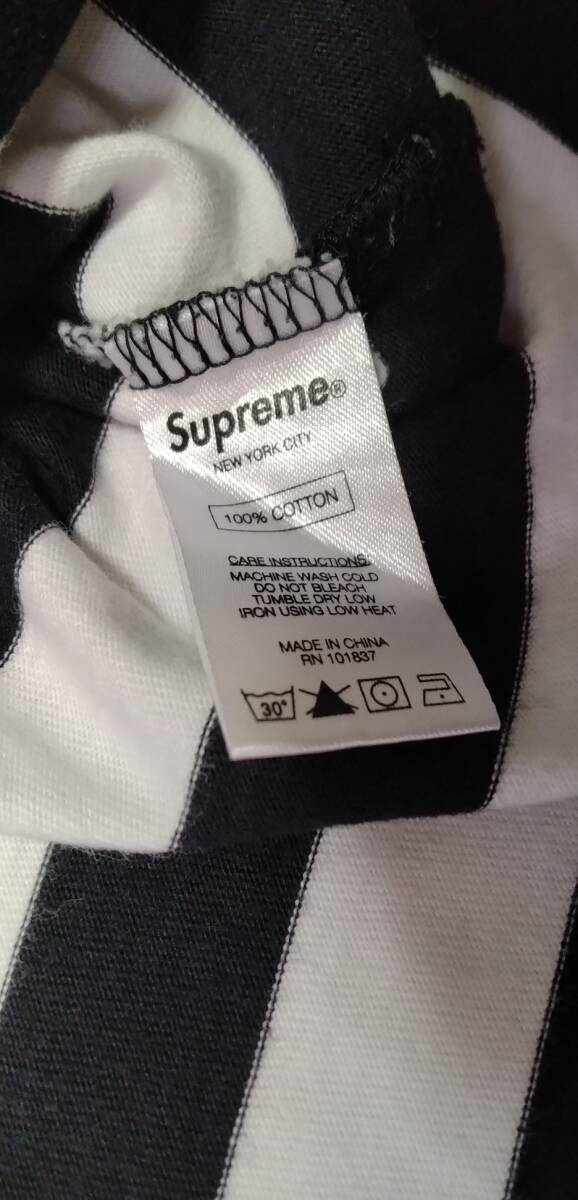 Supreme®
NEW YORK CITY
100% COTTON
CARE INSTRUCTIONS:
MACHINE WASH COLD
DO NOT BLEACH
TUMBLE DRY LOW
IRON USING LOW HEAT
MADE IN CHINA
RN 101837
30°